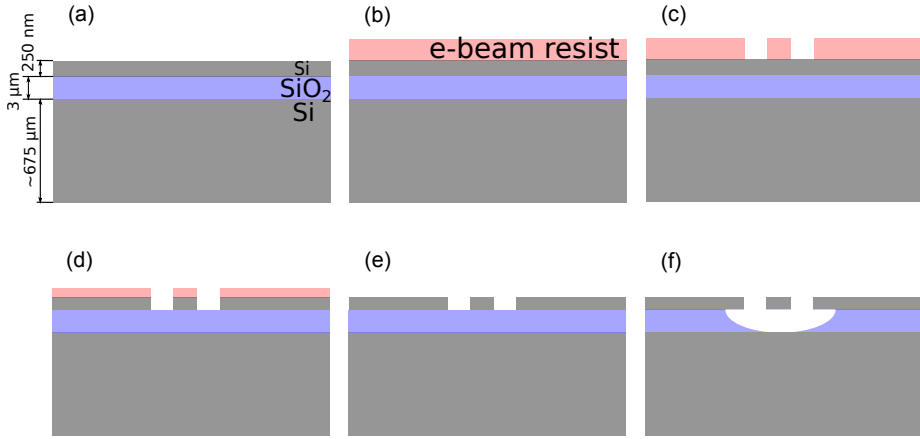 (a)
250 nm
3 μm
~675 μm
Si
SiO₂
Si
(b)
e-beam resist
(c)
(d)
(e)
(f)